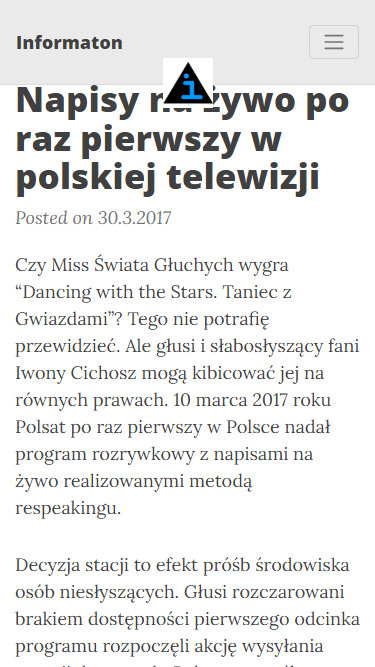 Informaton
Napisy na żywo po
raz pierwszy w
polskiej telewizji
Posted on 30.3.2017
Czy Miss Świata Głuchych wygra
“Dancing with the Stars. Taniec z
Gwiazdami”? Tego nie potrafię
przewidzieć. Ale głusi i słabosłyszący fani
Iwony Cichosz mogą kibicować jej na
równych prawach. 10 marca 2017 roku
Polsat po raz pierwszy w Polsce nadał
program rozrywkowy z napisami na
żywo realizowanymi metodą
respeakingu.
Decyzja stacji to efekt próśb środowiska
osób niesłyszących. Głusi rozczarowani
brakiem dostępności pierwszego odcinka
programu rozpoczęli akcję wysyłania